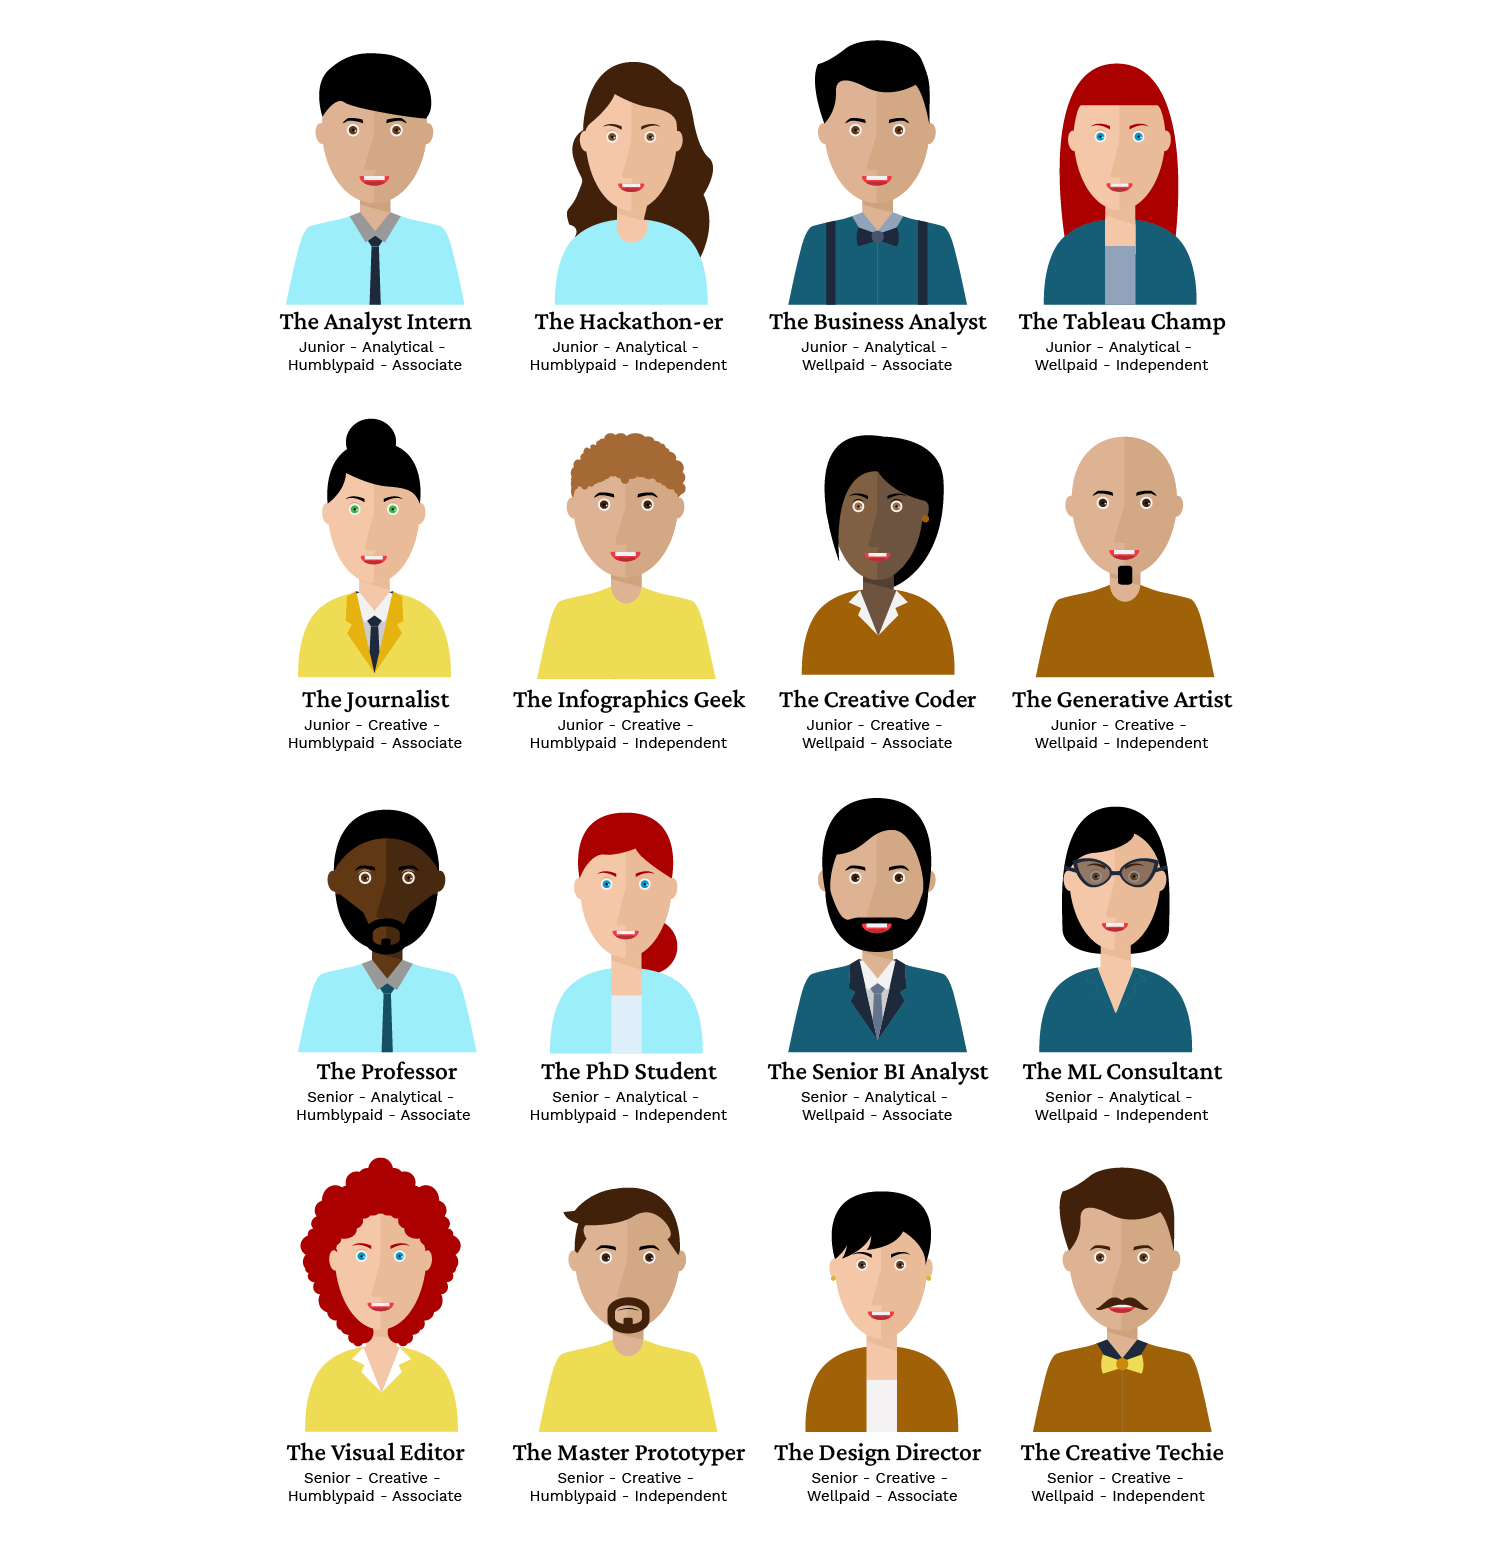 The Analyst Intern
Junior - Analytical -
Humblypaid - Associate
The Hackathon-er
Junior - Analytical -
Humblypaid - Independent
The Business Analyst
Junior - Analytical -
Wellpaid - Associate
The Tableau Champ
Junior - Analytical -
Wellpaid - Independent
The Journalist
Junior - Creative -
Humblypaid - Associate
The Infographics Geek
Junior - Creative -
Humblypaid - Independent
The Creative Coder
Junior - Creative -
Wellpaid - Associate
The Generative Artist
Junior - Creative -
Wellpaid - Independent
The Professor
Senior - Analytical -
Humblypaid - Associate
The PhD Student
Senior - Analytical -
Humblypaid - Independent
The Senior BI Analyst
Senior - Analytical -
Wellpaid - Associate
The ML Consultant
Senior - Analytical -
Wellpaid - Independent
The Visual Editor
Senior - Creative -
Humblypaid - Associate
The Master Prototyper
Senior - Creative -
Humblypaid - Independent
The Design Director
Senior - Creative -
Wellpaid - Associate
The Creative Techie
Senior - Creative -
Wellpaid - Independent